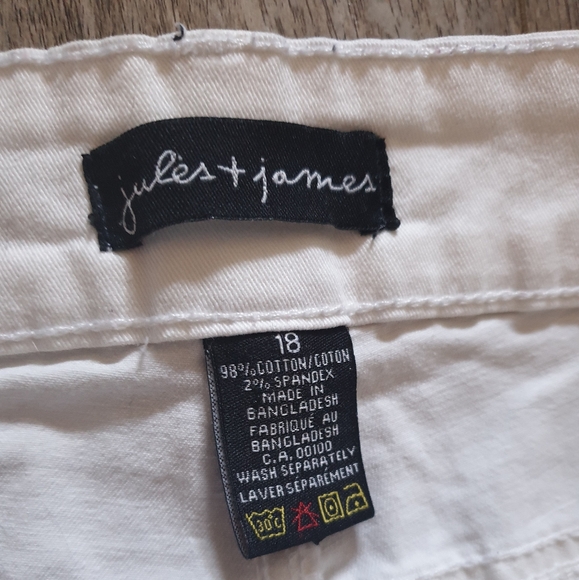 jules + james
18
98% COTTON/COTON
2% SPANDEX
MADE IN
BANGLADESH
FABRIQUÉ AU
BANGLADESH
C.A. 00100
WASH SEPARATELY
LAVER SEPAREMENT
30°C